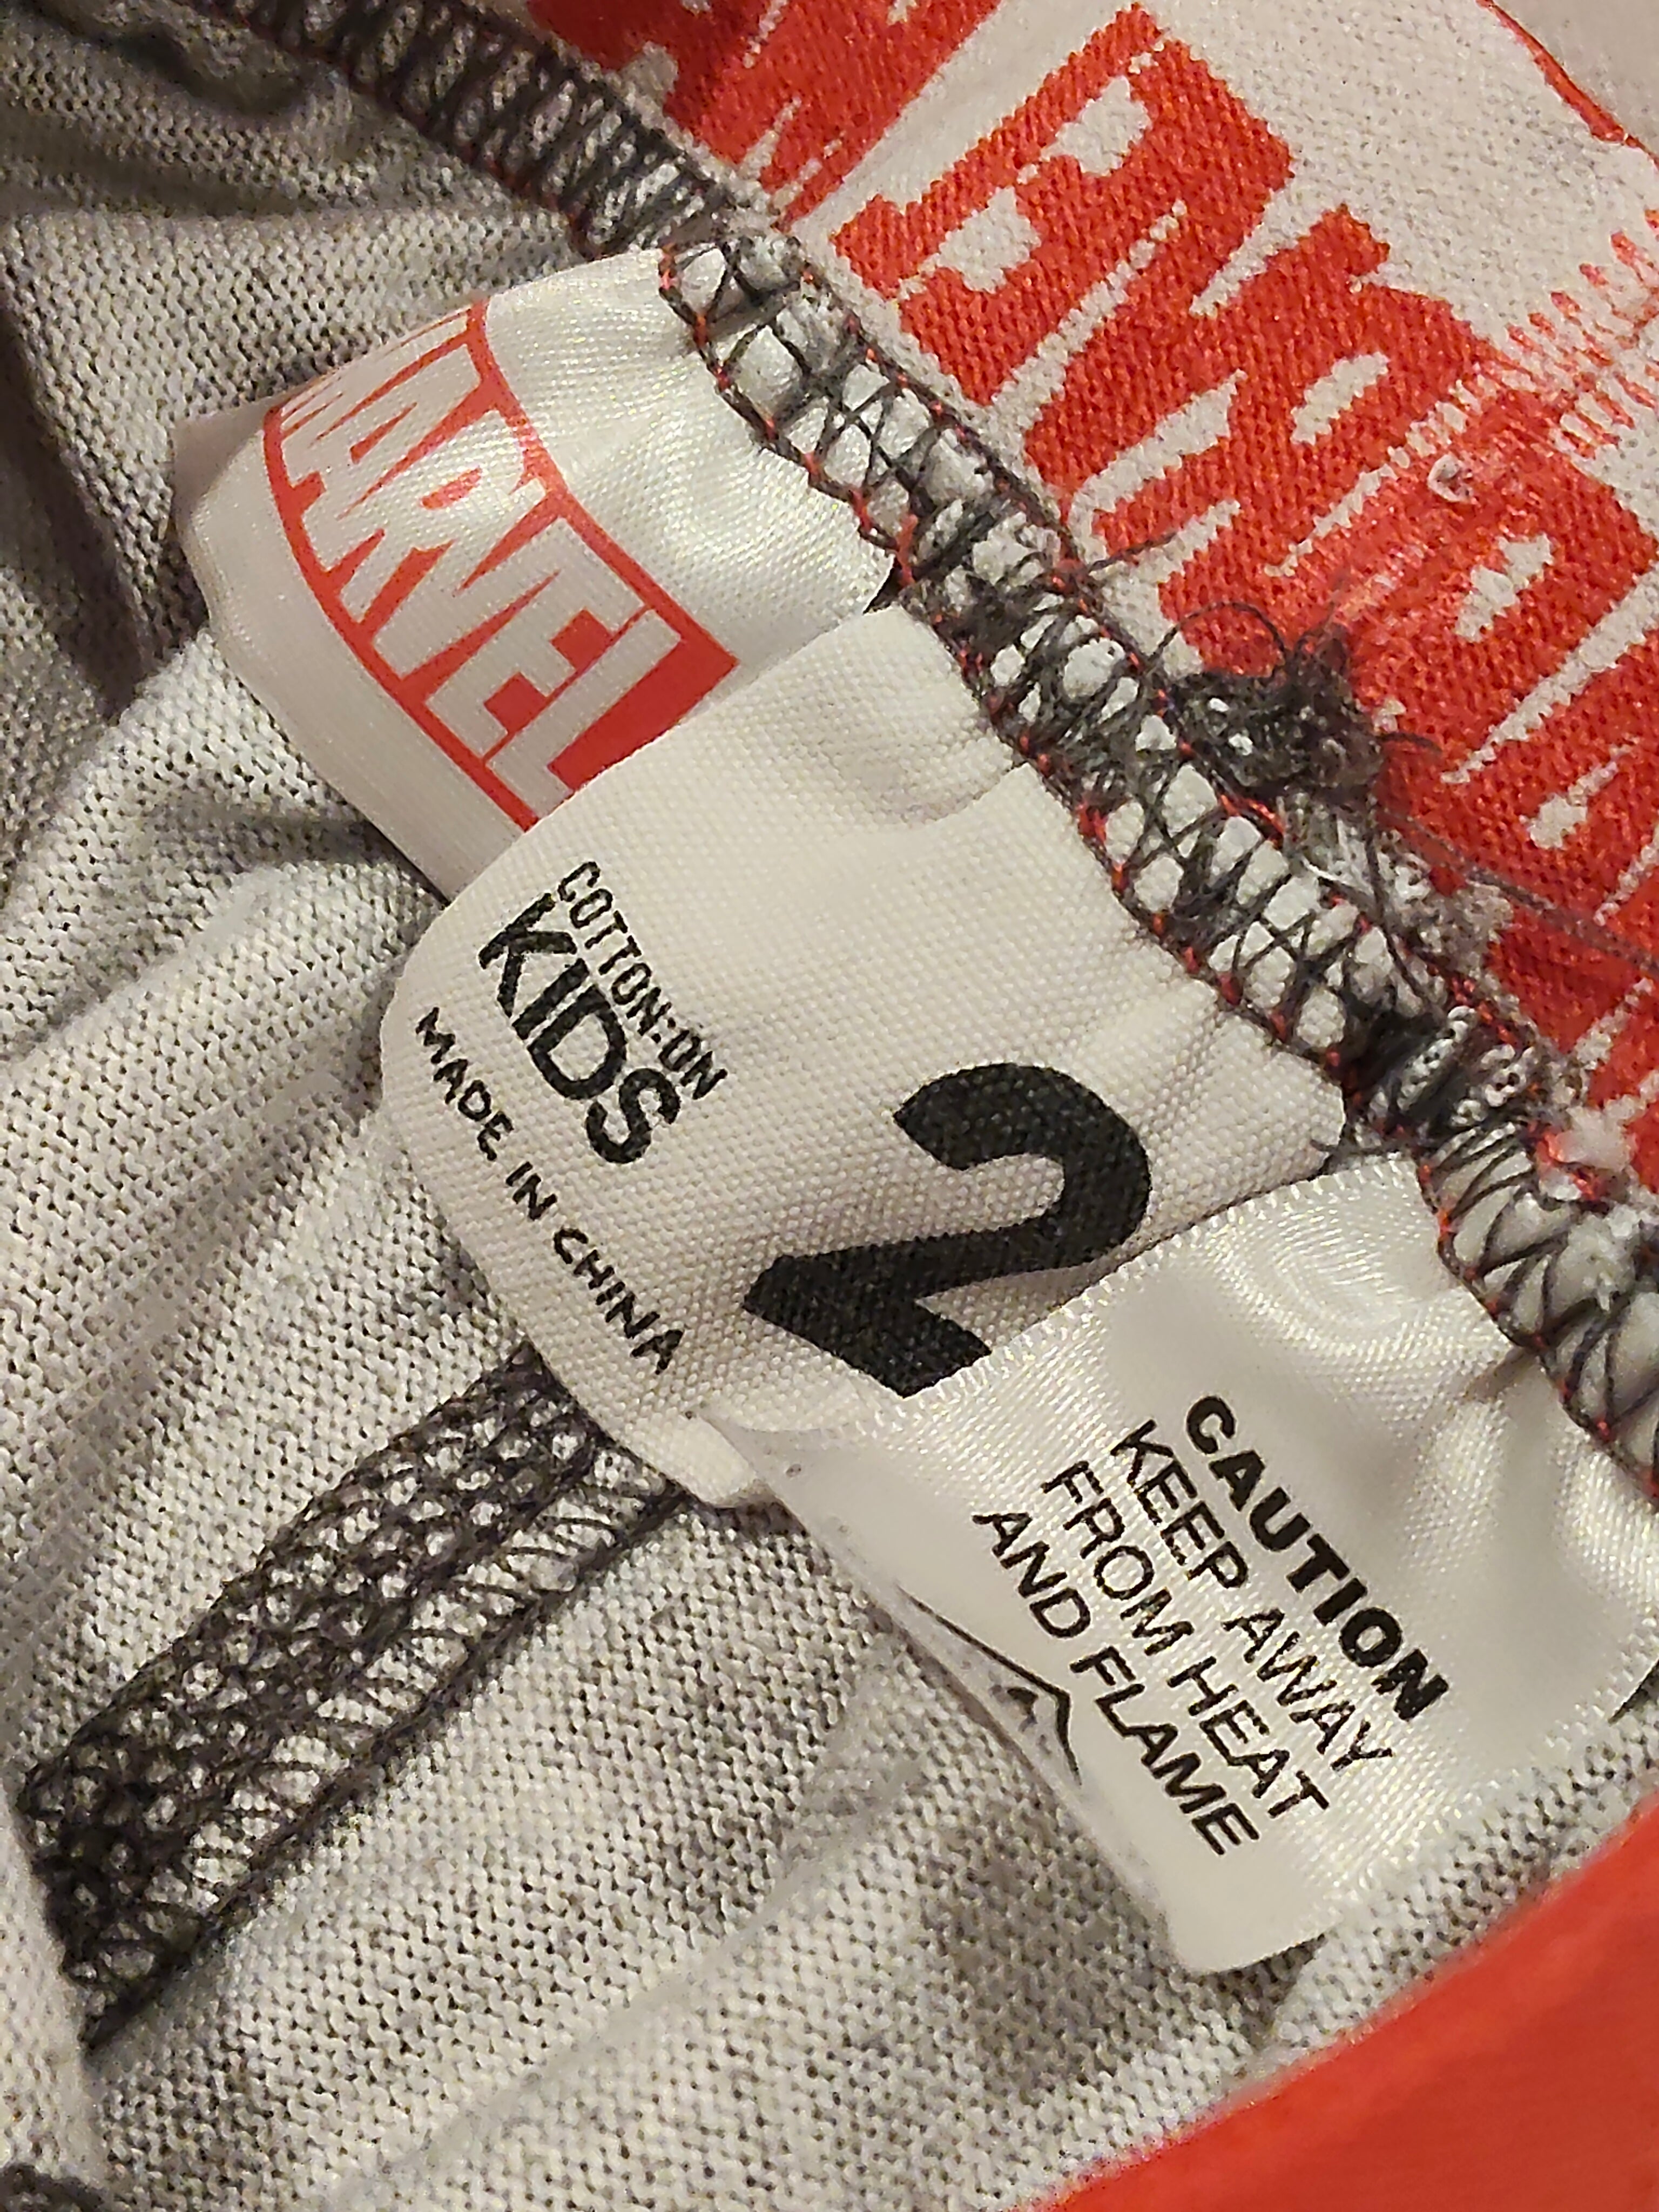 MARVEL
COTTON:ON
KIDS
MADE IN CHINA
2
CAUTION
KEEP AWAY
FROM HEAT
AND FLAME